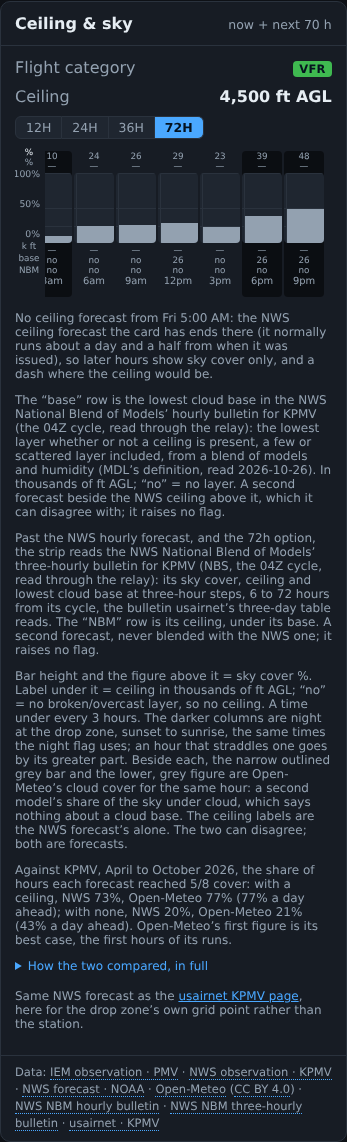 Ceiling & sky now + next 70 h
Flight category VFR
Ceiling 4,500 ft AGL
12H 24H 36H 72H
% 10 24 26 29 23 39 48
% — — — — — — —
100%
50%
0%
k ft — — — — — — —
base no no no no no 26 26
NBM no no no no no no no
3am 6am 9am 12pm 3pm 6pm 9pm
No ceiling forecast from Fri 5:00 AM: the NWS
ceiling forecast the card has ends there (it normally
runs about a day and a half from when it was
issued), so later hours show sky cover only, and a
dash where the ceiling would be.
The “base” row is the lowest cloud base in the NWS
National Blend of Models’ hourly bulletin for KPMV
(the 04Z cycle, read through the relay): the lowest
layer whether or not a ceiling is present, a few or
scattered layer included, from a blend of models
and humidity (MDL’s definition, read 2026-10-26). In
thousands of ft AGL; “no” = no layer. A second
forecast beside the NWS ceiling above it, which it
can disagree with; it raises no flag.
Past the NWS hourly forecast, and the 72h option,
the strip reads the NWS National Blend of Models’
three-hourly bulletin for KPMV (NBS, the 04Z cycle,
read through the relay): its sky cover, ceiling and
lowest cloud base at three-hour steps, 6 to 72 hours
from its cycle, the bulletin usairnet’s three-day table
reads. The “NBM” row is its ceiling, under its base. A
second forecast, never blended with the NWS one; it
raises no flag.
Bar height and the figure above it = sky cover %.
Label under it = ceiling in thousands of ft AGL; “no”
= no broken/overcast layer, so no ceiling. A time
under every 3 hours. The darker columns are night
at the drop zone, sunset to sunrise, the same times
the night flag uses; an hour that straddles one goes
by its greater part. Beside each, the narrow outlined
grey bar and the lower, grey figure are Open-
Meteo’s cloud cover for the same hour: a second
model’s share of the sky under cloud, which says
nothing about a cloud base. The ceiling labels are
the NWS forecast’s alone. The two can disagree;
both are forecasts.
Against KPMV, April to October 2026, the share of
hours each forecast reached 5/8 cover: with a
ceiling, NWS 73%, Open-Meteo 77% (77% a day
ahead); with none, NWS 20%, Open-Meteo 21%
(43% a day ahead). Open-Meteo’s first figure is its
best case, the first hours of its runs.
▶ How the two compared, in full
Same NWS forecast as the usairnet KPMV page,
here for the drop zone’s own grid point rather than
the station.
Data: IEM observation · PMV · NWS observation · KPMV
· NWS forecast · NOAA · Open-Meteo (CC BY 4.0) ·
NWS NBM hourly bulletin · NWS NBM three-hourly
bulletin · usairnet · KPMV